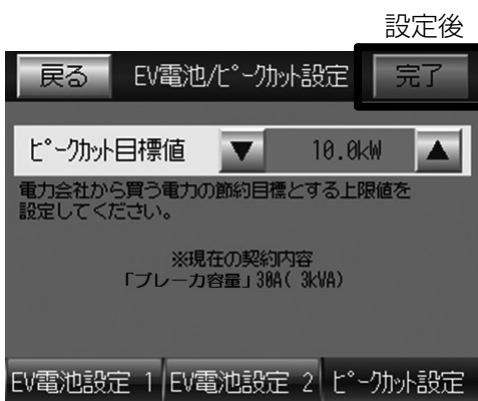 設定後
戻る EV電池/ピークカット設定 完了
ピークカット目標値 ▼ 10.0kW ▲
電力会社から買う電力の節約目標とする上限値を
設定してください。
※現在の契約内容
「ブレーカ容量」30A( 3kVA)
EV電池設定 1 EV電池設定 2 ピークカット設定